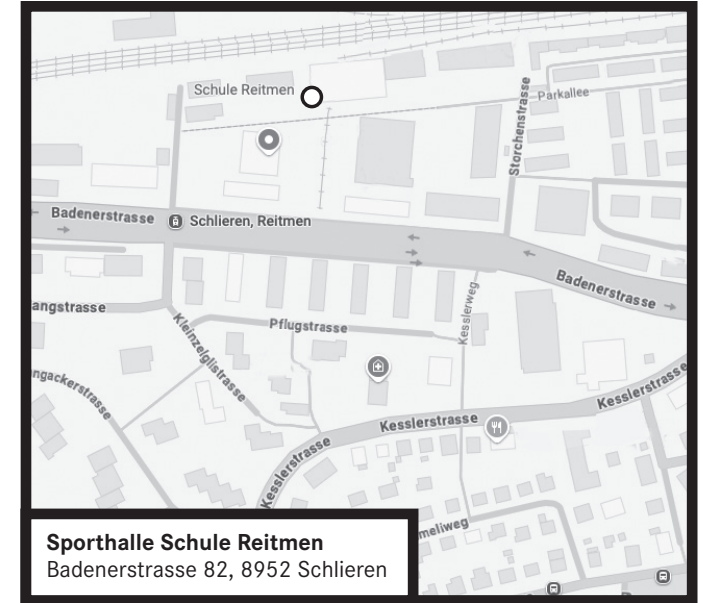 Schule Reitmen
Parkallee
Storchenstrasse
Badenerstrasse
Schlieren, Reitmen
Badenerstrasse
angstrasse
Pflugstrasse
Kesslerweg
Kleinzelglistrasse
ngackerstrasse
Kesslerstrasse
Kesslerstrasse
Kesslerstrasse
meliweg
Sporthalle Schule Reitmen
Badenerstrasse 82, 8952 Schlieren